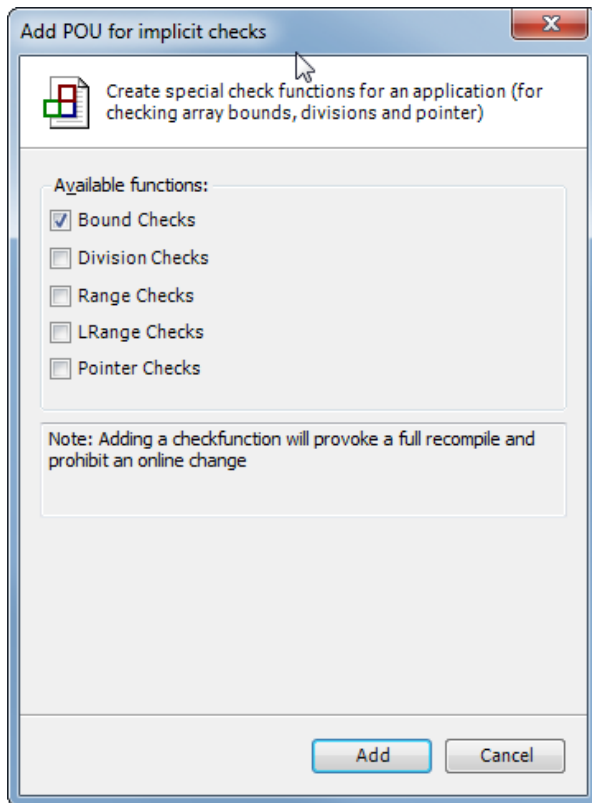 Add POU for implicit checks
Create special check functions for an application (for
checking array bounds, divisions and pointer)
Available functions:
Bound Checks
Division Checks
Range Checks
LRange Checks
Pointer Checks
Note: Adding a checkfunction will provoke a full recompile and
prohibit an online change
Add
Cancel